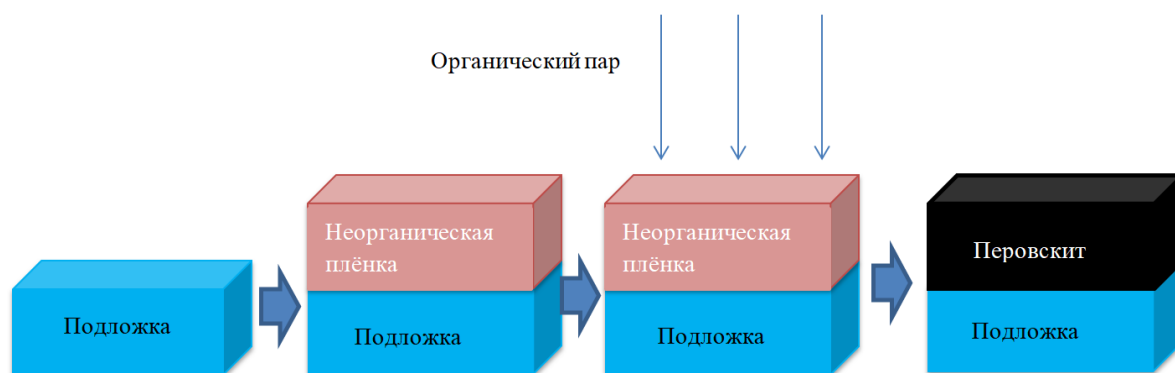 Органический пар
Подложка
Неорганическая
плёнка
Подложка
Неорганическая
плёнка
Подложка
Перовскит
Подложка